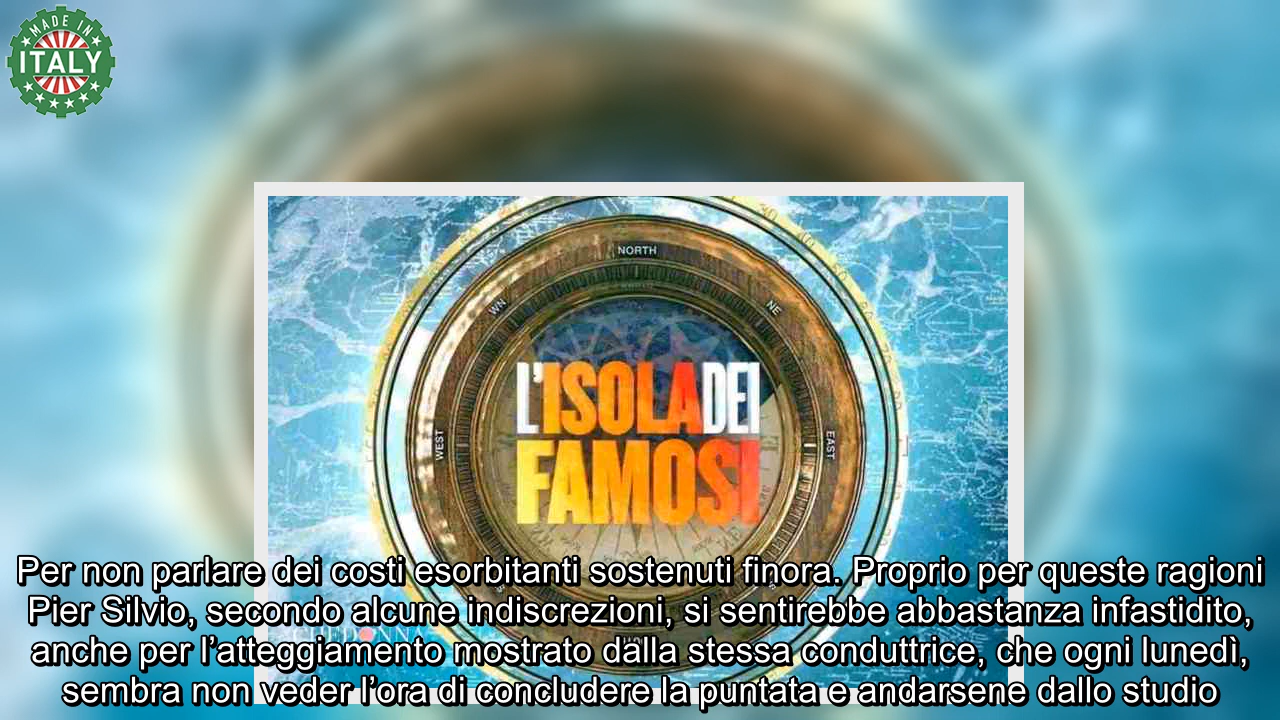 MADE IN
ITALY
NORTH
WN
NE
WEST
EAST
L'ISOLA DEI
FAMOSI
Per non parlare dei costi esorbitanti sostenuti finora. Proprio per queste ragioni
Pier Silvio, secondo alcune indiscrezioni, si sentirebbe abbastanza infastidito,
anche per l’atteggiamento mostrato dalla stessa conduttrice, che ogni lunedì,
sembra non veder l’ora di concludere la puntata e andarsene dallo studio